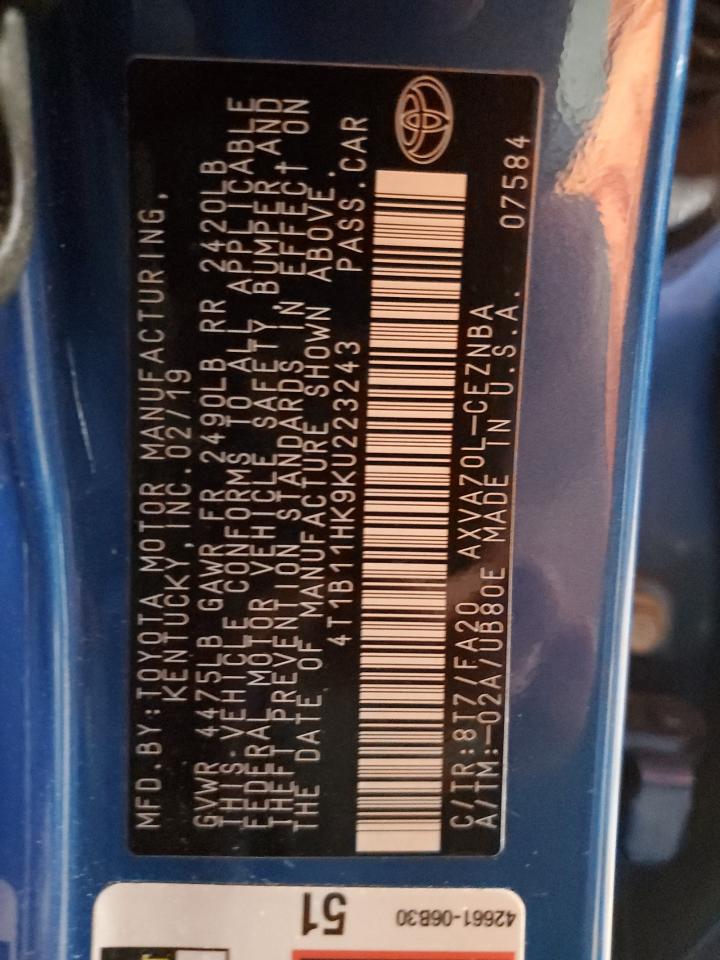 MFD.BY:TOYOTA MOTOR MANUFACTURING,
KENTUCKY,INC.02/19
GVWR 4475LB GAWR FR 2490LB RR 2420LB
THIS VEHICLE CONFORMS TO ALL APPLICABLE
FEDERAL MOTOR VEHICLE SAFETY, BUMPER AND
THEFT PREVENTION STANDARDS IN EFFECT ON
THE DATE OF MANUFACTURE SHOWN ABOVE.
4T1B11HK9KU223243 PASS.CAR
C/TR:8T7/FA20 AXVA70L-CEZNBA
A/TM:-02A/UB80E MADE IN U.S.A. 07584
42661-06B30
51